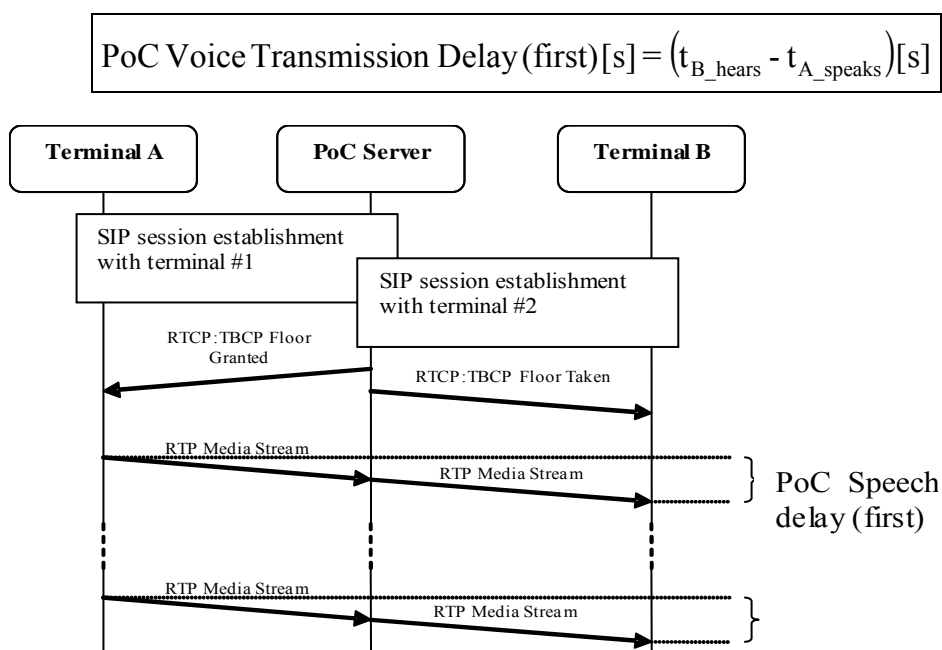 PoC Voice Transmission Delay (first) [s] = (t_B_hears - t_A_speaks) [s]
Terminal A
PoC Server
Terminal B
SIP session establishment
with terminal #1
SIP session establishment
with terminal #2
RTCP:TBCP Floor
Granted
RTCP:TBCP Floor Taken
RTP Media Stream
RTP Media Stream
PoC Speech
delay (first)
RTP Media Stream
RTP Media Stream